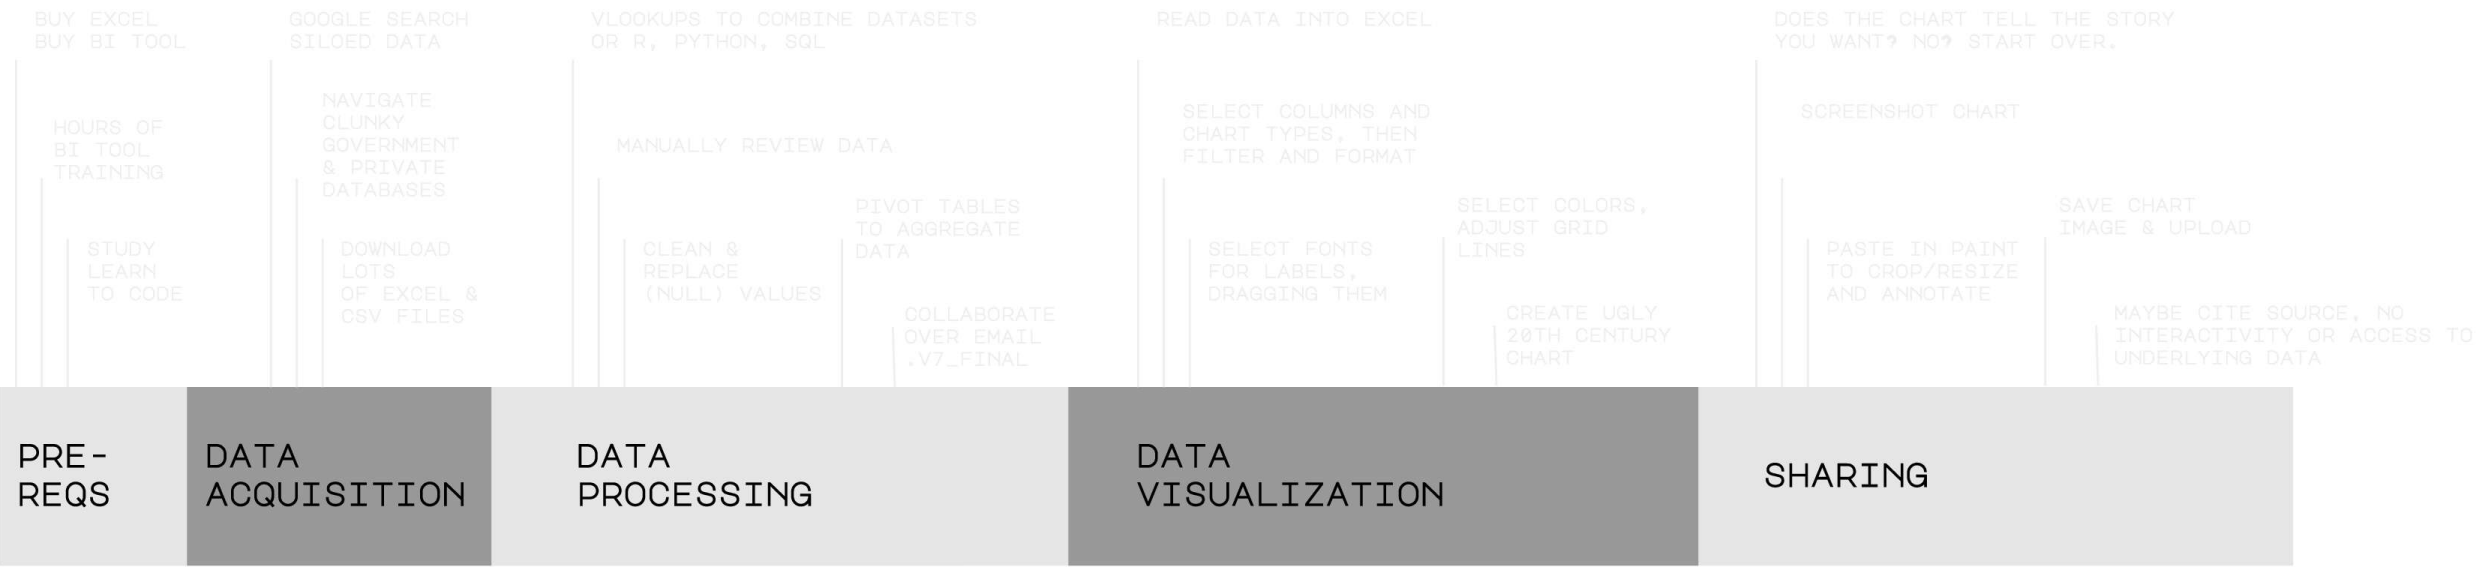 BUY EXCEL
BUY BI TOOL
HOURS OF
BI TOOL
TRAINING
STUDY
LEARN
TO CODE
GOOGLE SEARCH
SILOED DATA
NAVIGATE
CLUNKY
GOVERNMENT
& PRIVATE
DATABASES
DOWNLOAD
LOTS
OF EXCEL &
CSV FILES
VLOOKUPS TO COMBINE DATASETS
OR R, PYTHON, SQL
MANUALLY REVIEW DATA
CLEAN &
REPLACE
(NULL) VALUES
PIVOT TABLES
TO AGGREGATE
DATA
COLLABORATE
OVER EMAIL
.V7_FINAL
READ DATA INTO EXCEL
SELECT COLUMNS AND
CHART TYPES, THEN
FILTER AND FORMAT
SELECT FONTS
FOR LABELS,
DRAGGING THEM
SELECT COLORS,
ADJUST GRID
LINES
CREATE UGLY
20TH CENTURY
CHART
DOES THE CHART TELL THE STORY
YOU WANT? NO? START OVER.
SCREENSHOT CHART
PASTE IN PAINT
TO CROP/RESIZE
AND ANNOTATE
SAVE CHART
IMAGE & UPLOAD
MAYBE CITE SOURCE, NO
INTERACTIVITY OR ACCESS TO
UNDERLYING DATA
PRE-
REQS
DATA
ACQUISITION
DATA
PROCESSING
DATA
VISUALIZATION
SHARING